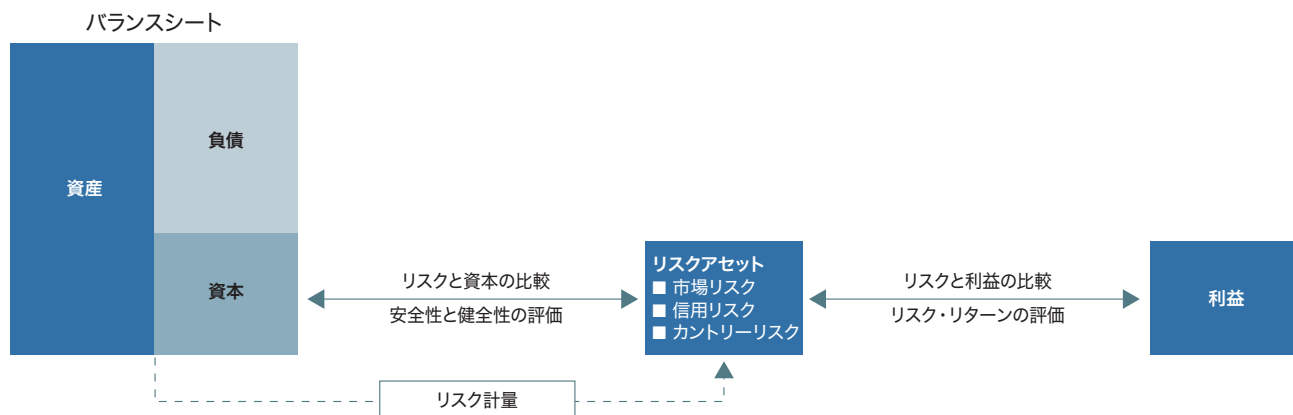 バランスシート
資産
負債
資本
リスクと資本の比較
安全性と健全性の評価
リスクアセット
■ 市場リスク
■ 信用リスク
■ カントリーリスク
リスクと利益の比較
リスク・リターンの評価
利益
リスク計量